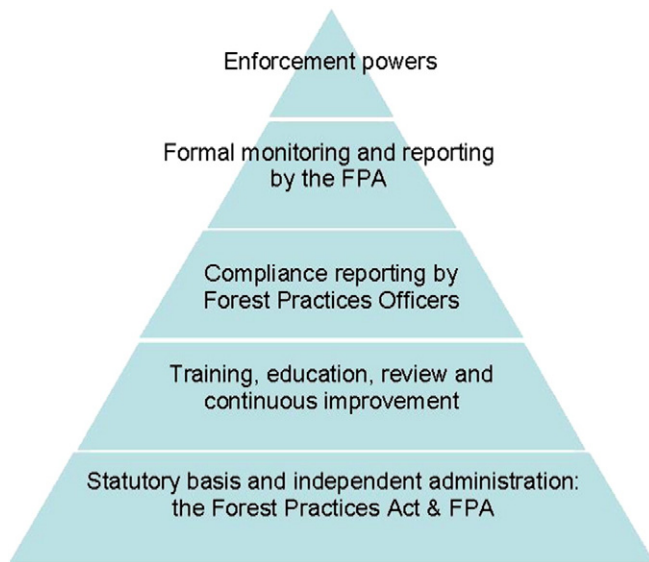 Enforcement powers
Formal monitoring and reporting
by the FPA
Compliance reporting by
Forest Practices Officers
Training, education, review and
continuous improvement
Statutory basis and independent administration:
the Forest Practices Act & FPA